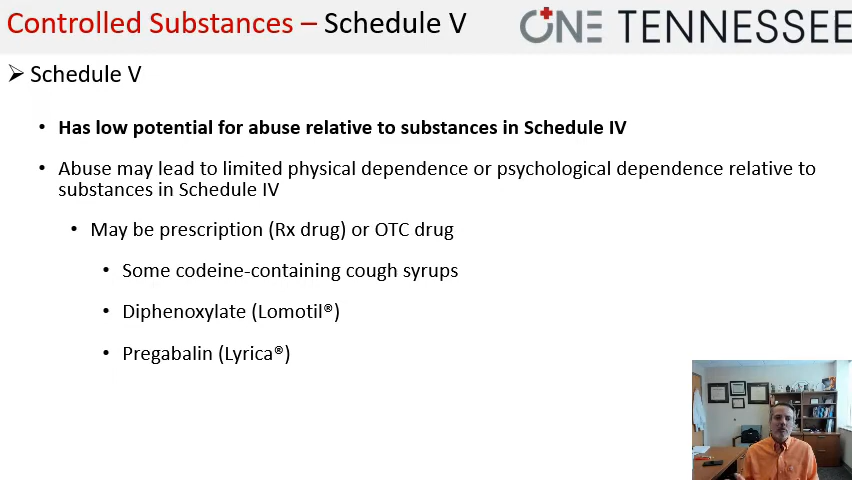 Controlled Substances – Schedule V
ONE TENNESSEE
➢ Schedule V
• Has low potential for abuse relative to substances in Schedule IV
• Abuse may lead to limited physical dependence or psychological dependence relative to
substances in Schedule IV
• May be prescription (Rx drug) or OTC drug
• Some codeine-containing cough syrups
• Diphenoxylate (Lomotil®)
• Pregabalin (Lyrica®)